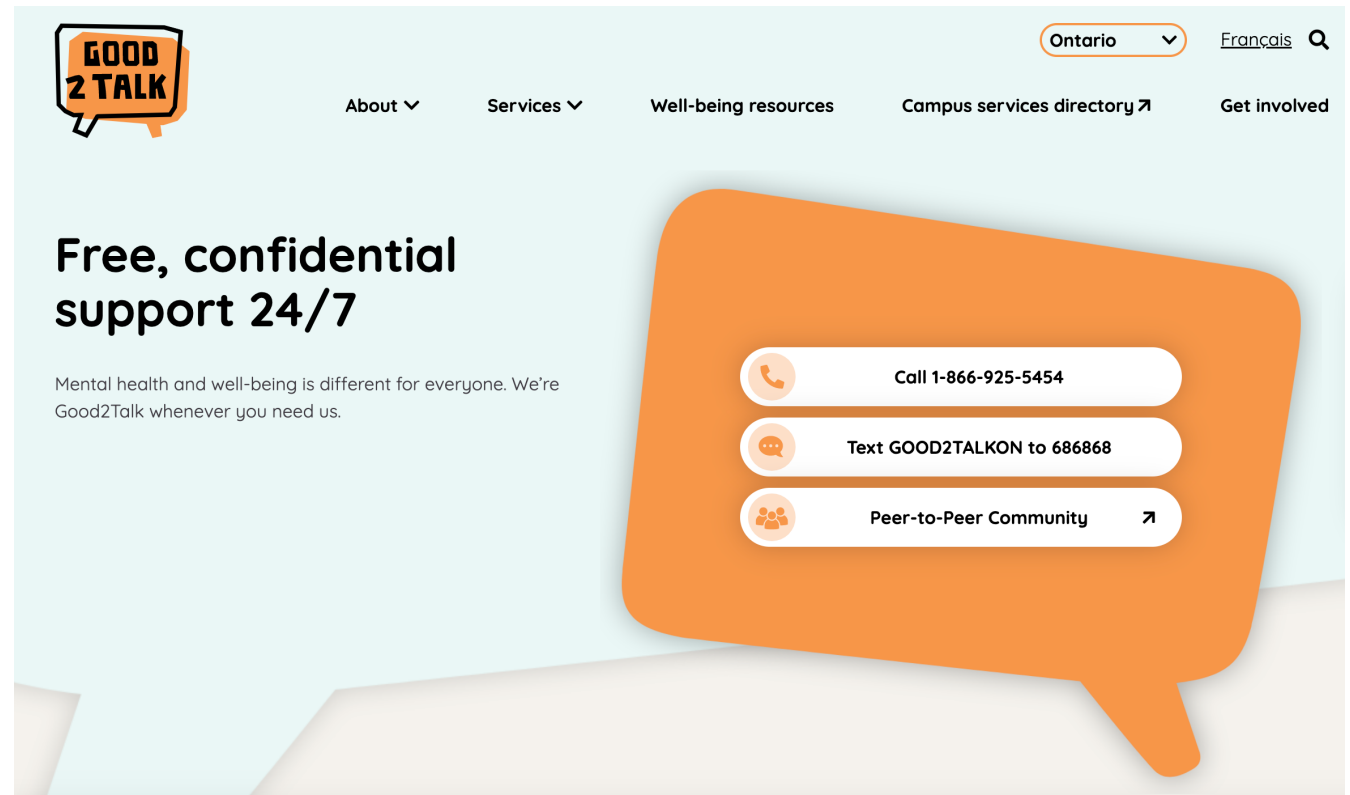 GOOD
2 TALK
Ontario
Français
About
Services
Well-being resources
Campus services directory
Get involved
Free, confidential
support 24/7
Mental health and well-being is different for everyone. We’re
Good2Talk whenever you need us.
Call 1-866-925-5454
Text GOOD2TALKON to 686868
Peer-to-Peer Community